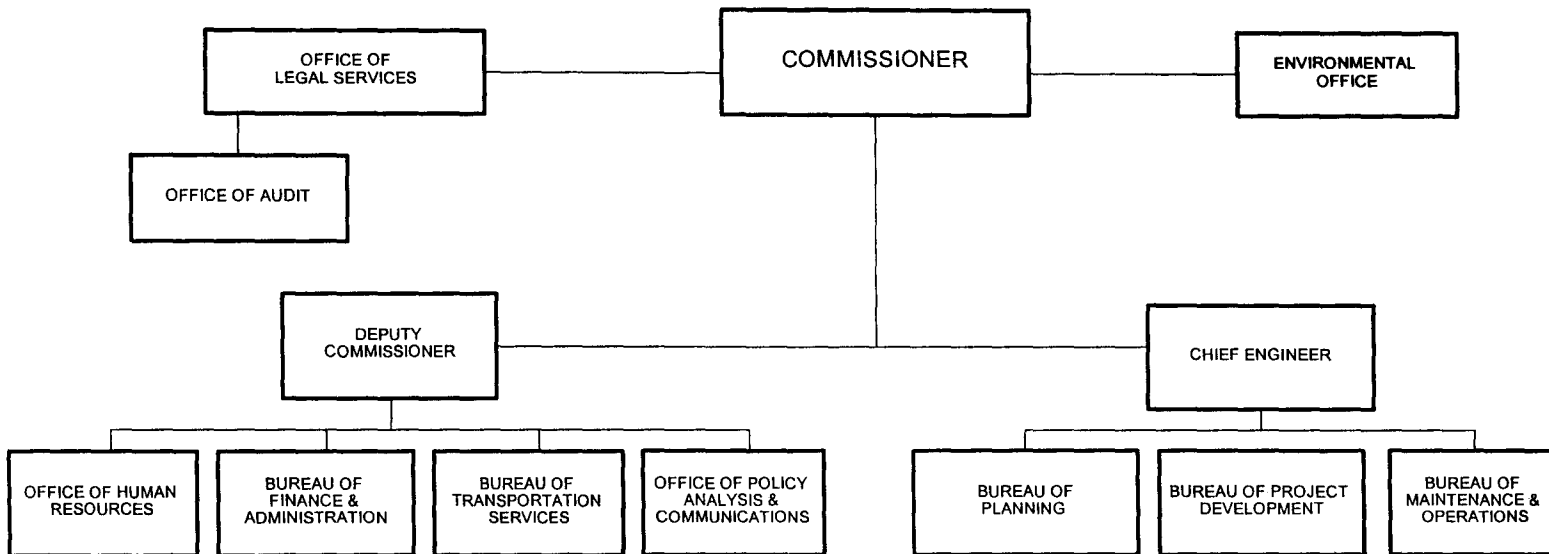 COMMISSIONER
OFFICE OF
LEGAL SERVICES
ENVIRONMENTAL
OFFICE
OFFICE OF AUDIT
DEPUTY
COMMISSIONER
CHIEF ENGINEER
OFFICE OF HUMAN
RESOURCES
BUREAU OF
FINANCE &
ADMINISTRATION
BUREAU OF
TRANSPORTATION
SERVICES
OFFICE OF POLICY
ANALYSIS &
COMMUNICATIONS
BUREAU OF
PLANNING
BUREAU OF PROJECT
DEVELOPMENT
BUREAU OF
MAINTENANCE &
OPERATIONS